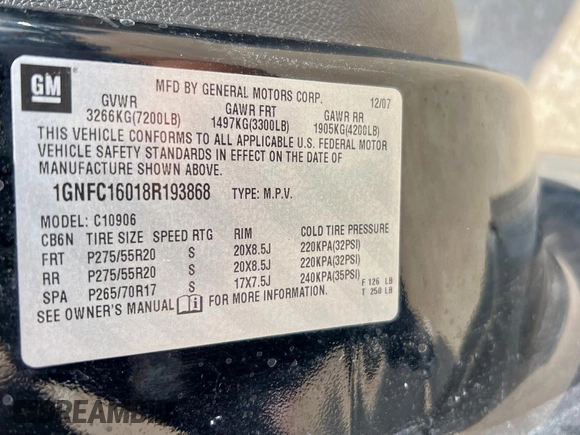 GM
MFD BY GENERAL MOTORS CORP. 12/07
GVWR GAWR FRT GAWR RR
3266KG(7200LB) 1497KG(3300LB) 1905KG(4200LB)
THIS VEHICLE CONFORMS TO ALL APPLICABLE U.S. FEDERAL MOTOR
VEHICLE SAFETY STANDARDS IN EFFECT ON THE DATE OF
MANUFACTURE SHOWN ABOVE.
1GNFC16018R193868 TYPE: M.P.V.
MODEL: C10906
CB6N TIRE SIZE SPEED RTG RIM COLD TIRE PRESSURE
FRT P275/55R20 S 20X8.5J 220KPA(32PSI)
RR P275/55R20 S 20X8.5J 220KPA(32PSI)
SPA P265/70R17 S 17X7.5J 240KPA(35PSI) F 126 LB
T 250 LB
SEE OWNER'S MANUAL FOR MORE INFORMATION.